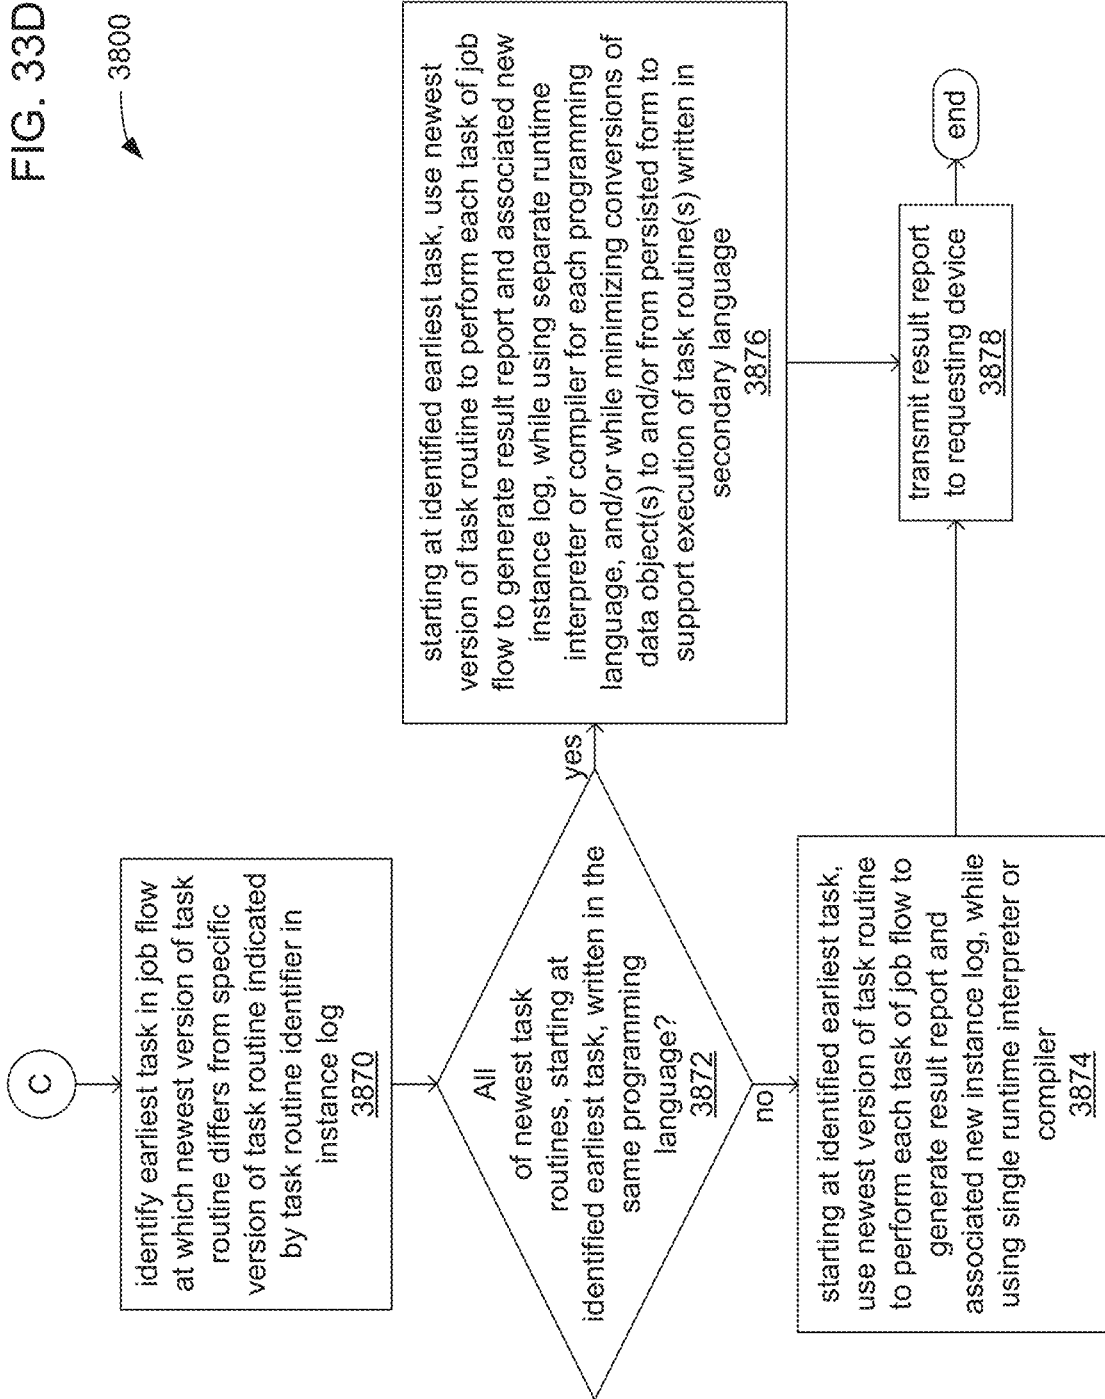 FIG. 33D
3800
C
identify earliest task in job flow
at which newest version of task
routine differs from specific
version of task routine indicated
by task routine identifier in
instance log
3870
All
of newest task
routines, starting at
identified earliest task, written in the
same programming
language?
3872
yes
no
starting at identified earliest task, use newest
version of task routine to perform each task of job
flow to generate result report and associated new
instance log, while using separate runtime
interpreter or compiler for each programming
language, and/or while minimizing conversions of
data object(s) to and/or from persisted form to
support execution of task routine(s) written in
secondary language
3876
starting at identified earliest task,
use newest version of task routine
to perform each task of job flow to
generate result report and
associated new instance log, while
using single runtime interpreter or
compiler
3874
transmit result report
to requesting device
3878
end